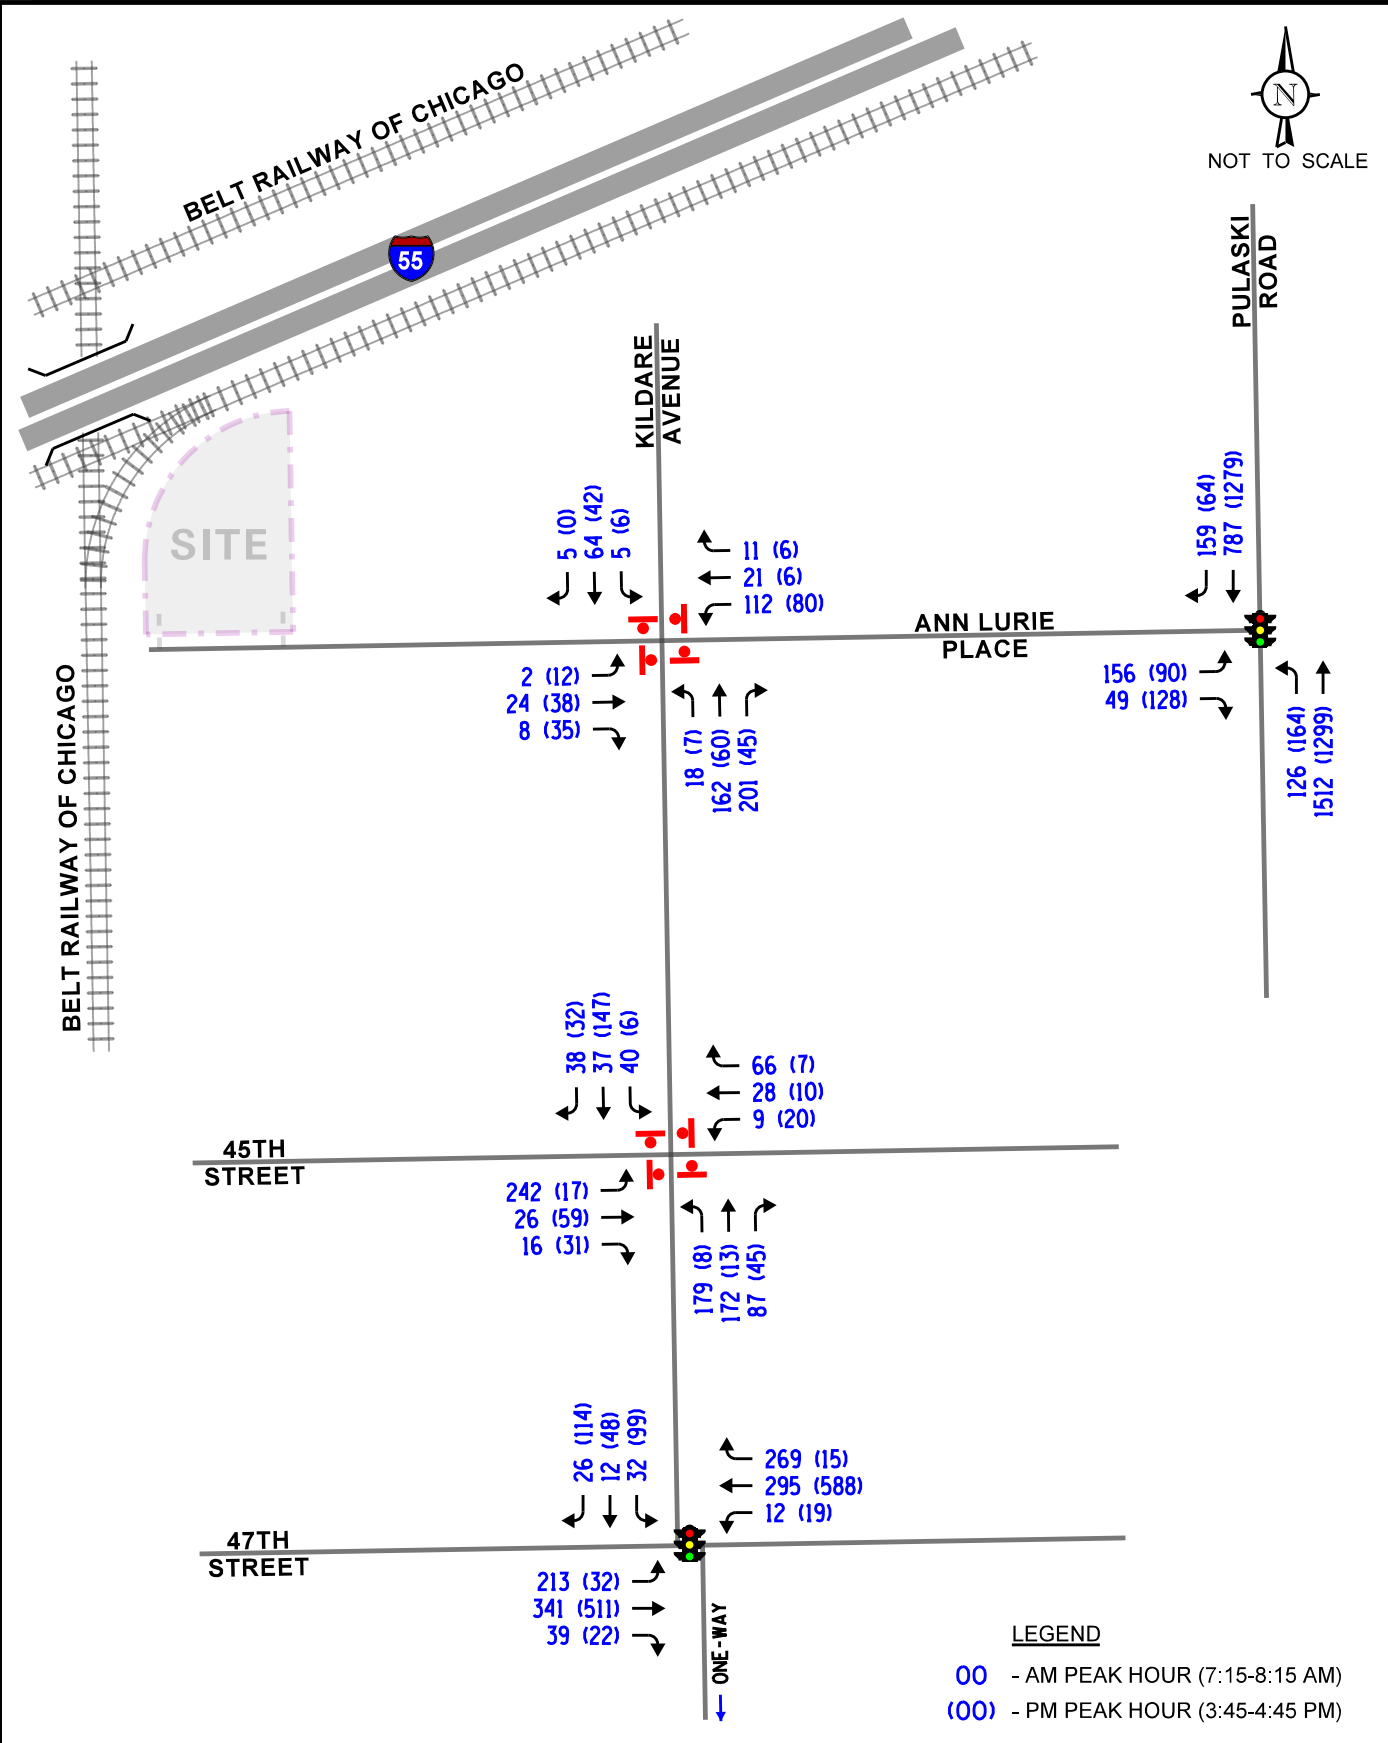 BELT RAILWAY OF CHICAGO
55
N
NOT TO SCALE
PULASKI
ROAD
KILDARE
AVENUE
SITE
BELT RAILWAY OF CHICAGO
5 (0)
64 (42)
5 (6)
11 (6)
21 (6)
112 (80)
159 (64)
787 (1279)
ANN LURIE
PLACE
2 (12)
24 (38)
8 (35)
18 (7)
162 (60)
201 (45)
156 (90)
49 (128)
126 (164)
1512 (1299)
38 (32)
37 (147)
40 (6)
66 (7)
28 (10)
9 (20)
45TH
STREET
242 (17)
26 (59)
16 (31)
179 (8)
172 (13)
87 (45)
26 (114)
12 (48)
32 (99)
269 (15)
295 (588)
12 (19)
47TH
STREET
213 (32)
341 (511)
39 (22)
ONE-WAY
LEGEND
00 - AM PEAK HOUR (7:15-8:15 AM)
(00) - PM PEAK HOUR (3:45-4:45 PM)